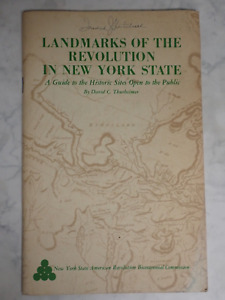 LANDMARKS OF THE
REVOLUTION
IN NEW YORK STATE
A Guide to the Historic Sites Open to the Public
By David C. Thurheimer
New York State American Revolution Bicentennial Commission